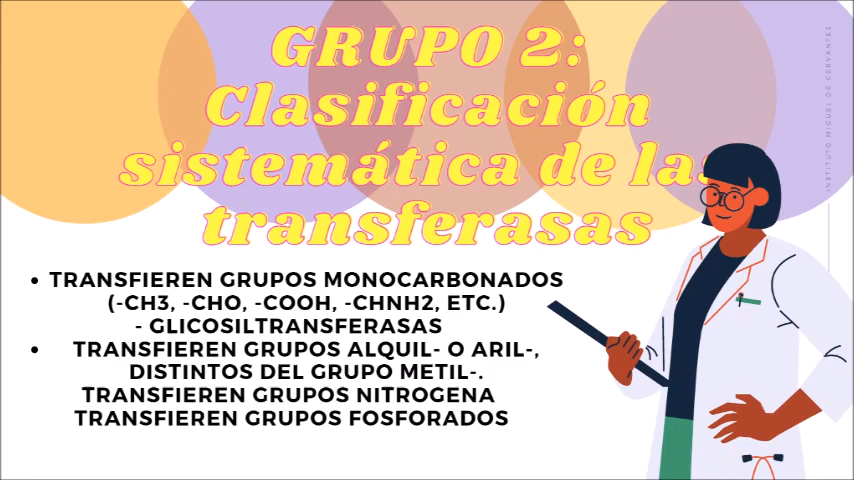 GRUPO 2:
Clasificación
sistemática de las
transferasas
INSTITUTO MIGUEL DE CERVANTES
• TRANSFIEREN GRUPOS MONOCARBONADOS
(-CH3, -CHO, -COOH, -CHNH2, ETC.)
- GLICOSILTRANSFERASAS
• TRANSFIEREN GRUPOS ALQUIL- O ARIL-,
DISTINTOS DEL GRUPO METIL-.
TRANSFIEREN GRUPOS NITROGENA
TRANSFIEREN GRUPOS FOSFORADOS